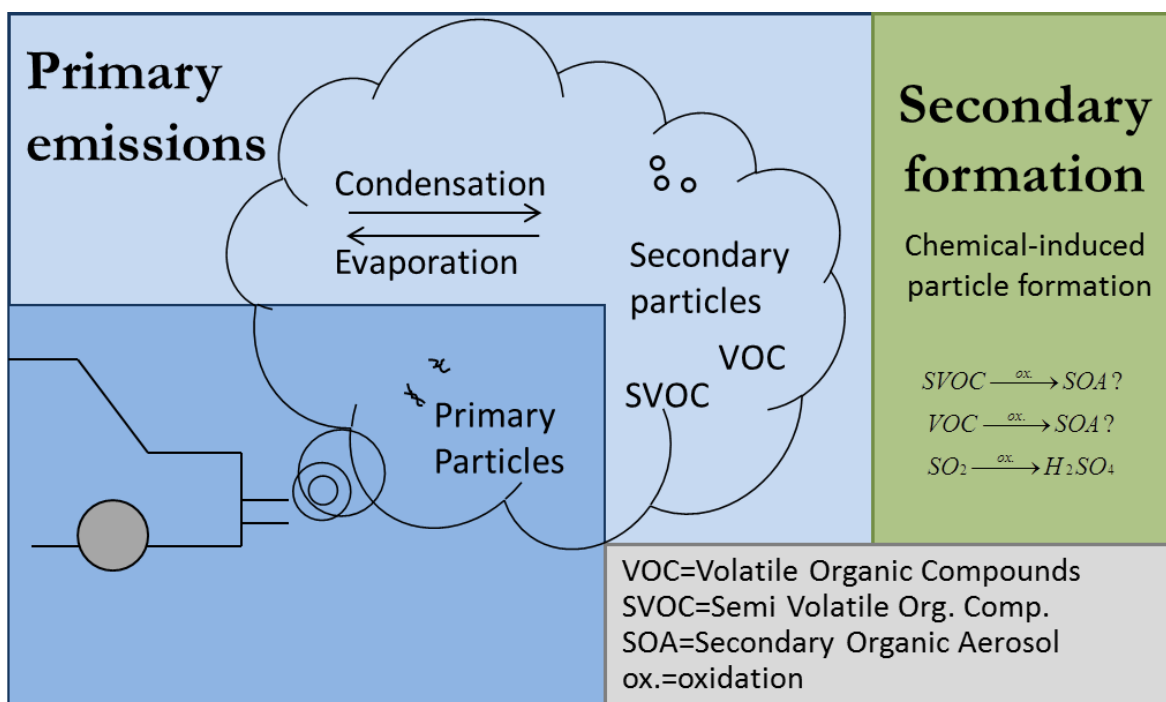 Primary
emissions
Condensation
Evaporation
Secondary
particles
VOC
SVOC
Primary
Particles
Secondary
formation
Chemical-induced
particle formation
SVOC —ox.→ SOA?
VOC —ox.→ SOA?
SO₂ —ox.→ H₂SO₄
VOC=Volatile Organic Compounds
SVOC=Semi Volatile Org. Comp.
SOA=Secondary Organic Aerosol
ox.=oxidation